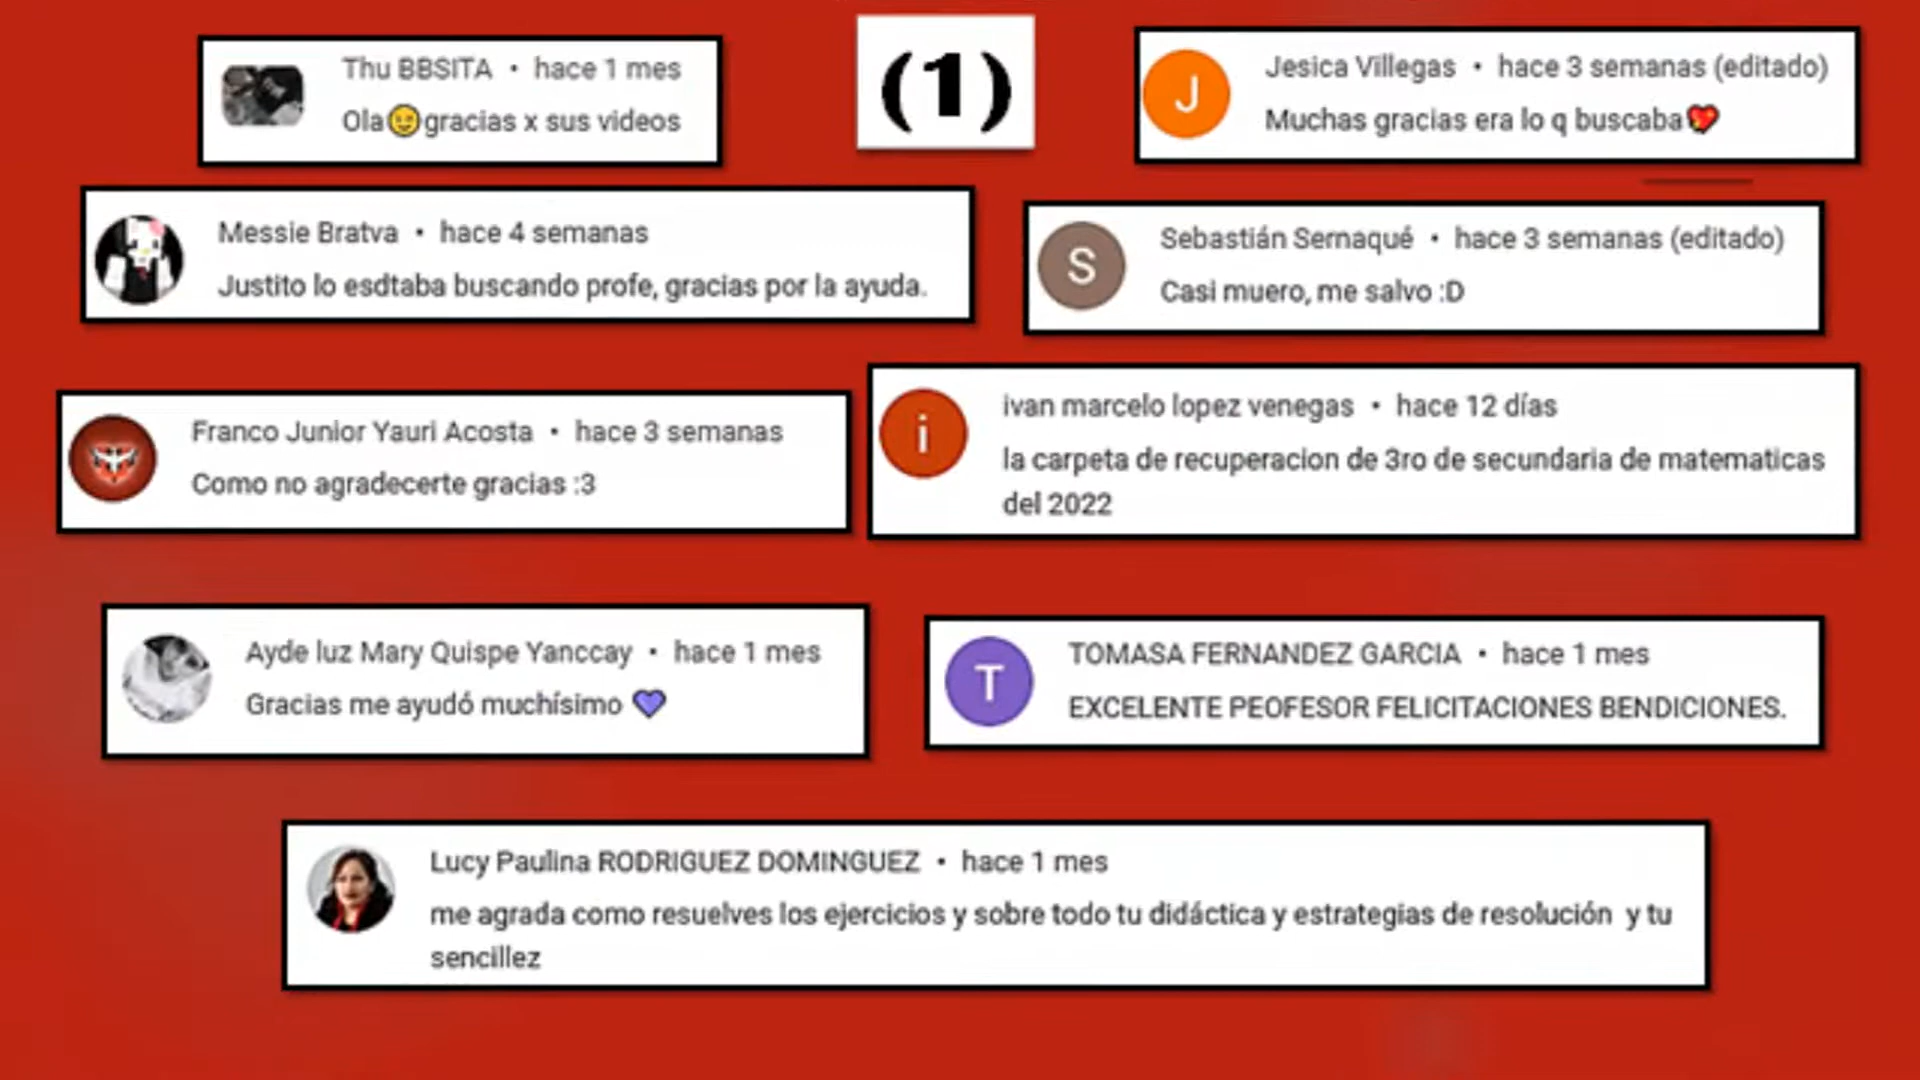 Thu BBSITA • hace 1 mes
Ola😉gracias x sus videos
(1)
J
Jesica Villegas • hace 3 semanas (editado)
Muchas gracias era lo q buscaba💖
Messie Bratva • hace 4 semanas
Justito lo esdtaba buscando profe, gracias por la ayuda.
S
Sebastián Sernaqué • hace 3 semanas (editado)
Casi muero, me salvo :D
Franco Junior Yauri Acosta • hace 3 semanas
Como no agradecerte gracias :3
i
ivan marcelo lopez venegas • hace 12 días
la carpeta de recuperacion de 3ro de secundaria de matematicas
del 2022
Ayde luz Mary Quispe Yanccay • hace 1 mes
Gracias me ayudó muchísimo 💜
T
TOMASA FERNANDEZ GARCIA • hace 1 mes
EXCELENTE PEOFESOR FELICITACIONES BENDICIONES.
Lucy Paulina RODRIGUEZ DOMINGUEZ • hace 1 mes
me agrada como resuelves los ejercicios y sobre todo tu didáctica y estrategias de resolución y tu
sencillez